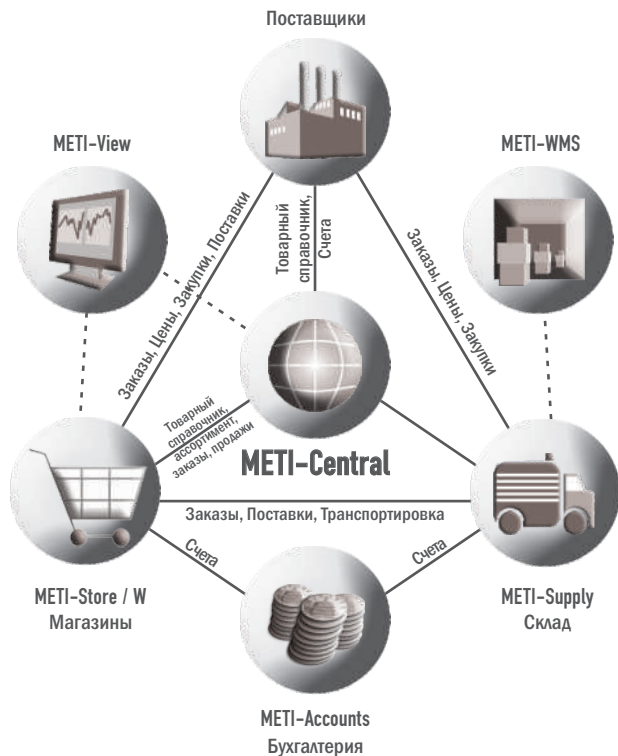 Поставщики
METI-View
METI-WMS
Заказы, Цены, Закупки, Поставки
Товарный
справочник,
Счета
Заказы, Цены, Закупки
Товарный
справочник,
ассортимент,
заказы, продажи
METI-Central
Заказы, Поставки, Транспортировка
Счета
Счета
METI-Store / W
Магазины
METI-Supply
Склад
METI-Accounts
Бухгалтерия